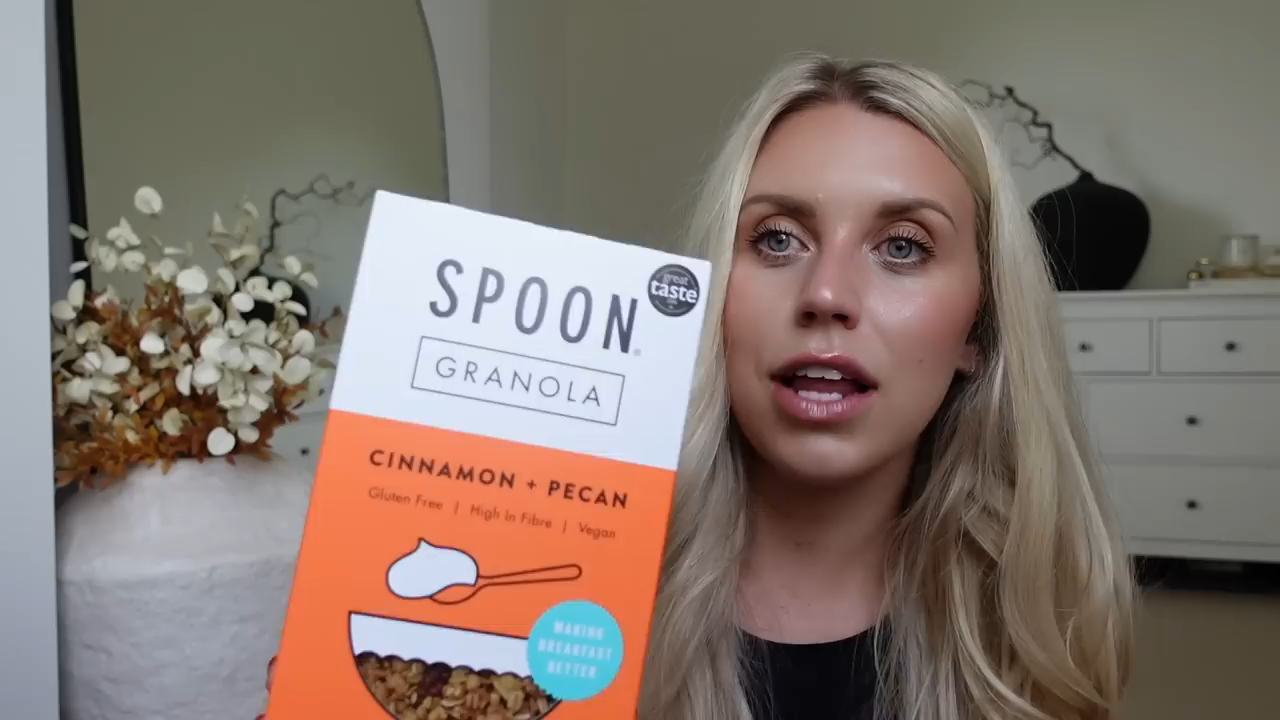 SPOON
great
taste
GRANOLA
CINNAMON + PECAN
Gluten Free | High In Fibre | Vegan
MAKING
BREAKFAST
BETTER